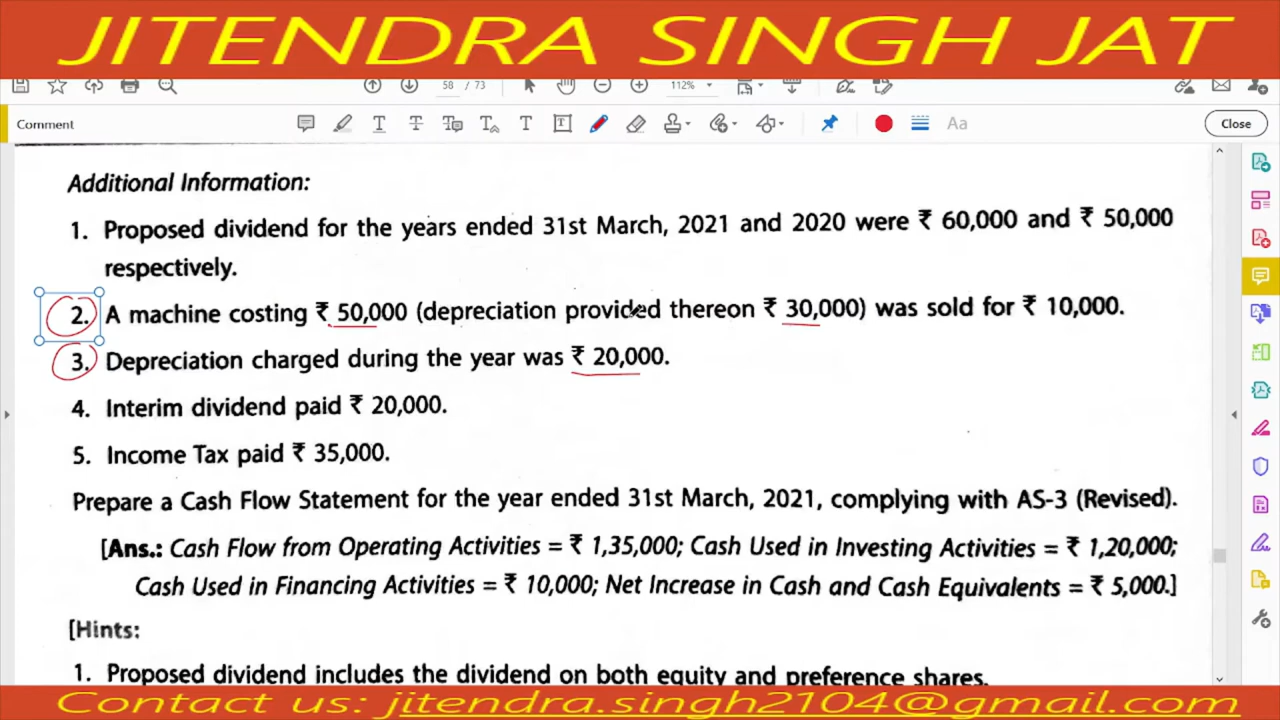 JITENDRA SINGH JAT
58 / 73
112%
Comment
Aa
Close
Additional Information:
1. Proposed dividend for the years ended 31st March, 2021 and 2020 were ₹ 60,000 and ₹ 50,000
respectively.
2. A machine costing ₹ 50,000 (depreciation provided thereon ₹ 30,000) was sold for ₹ 10,000.
3. Depreciation charged during the year was ₹ 20,000.
4. Interim dividend paid ₹ 20,000.
5. Income Tax paid ₹ 35,000.
Prepare a Cash Flow Statement for the year ended 31st March, 2021, complying with AS-3 (Revised).
[Ans.: Cash Flow from Operating Activities = ₹ 1,35,000; Cash Used in Investing Activities = ₹ 1,20,000;
Cash Used in Financing Activities = ₹ 10,000; Net Increase in Cash and Cash Equivalents = ₹ 5,000.]
[Hints:
1. Proposed dividend includes the dividend on both equity and preference shares.
Contact us: jitendra.singh2104@gmail.com